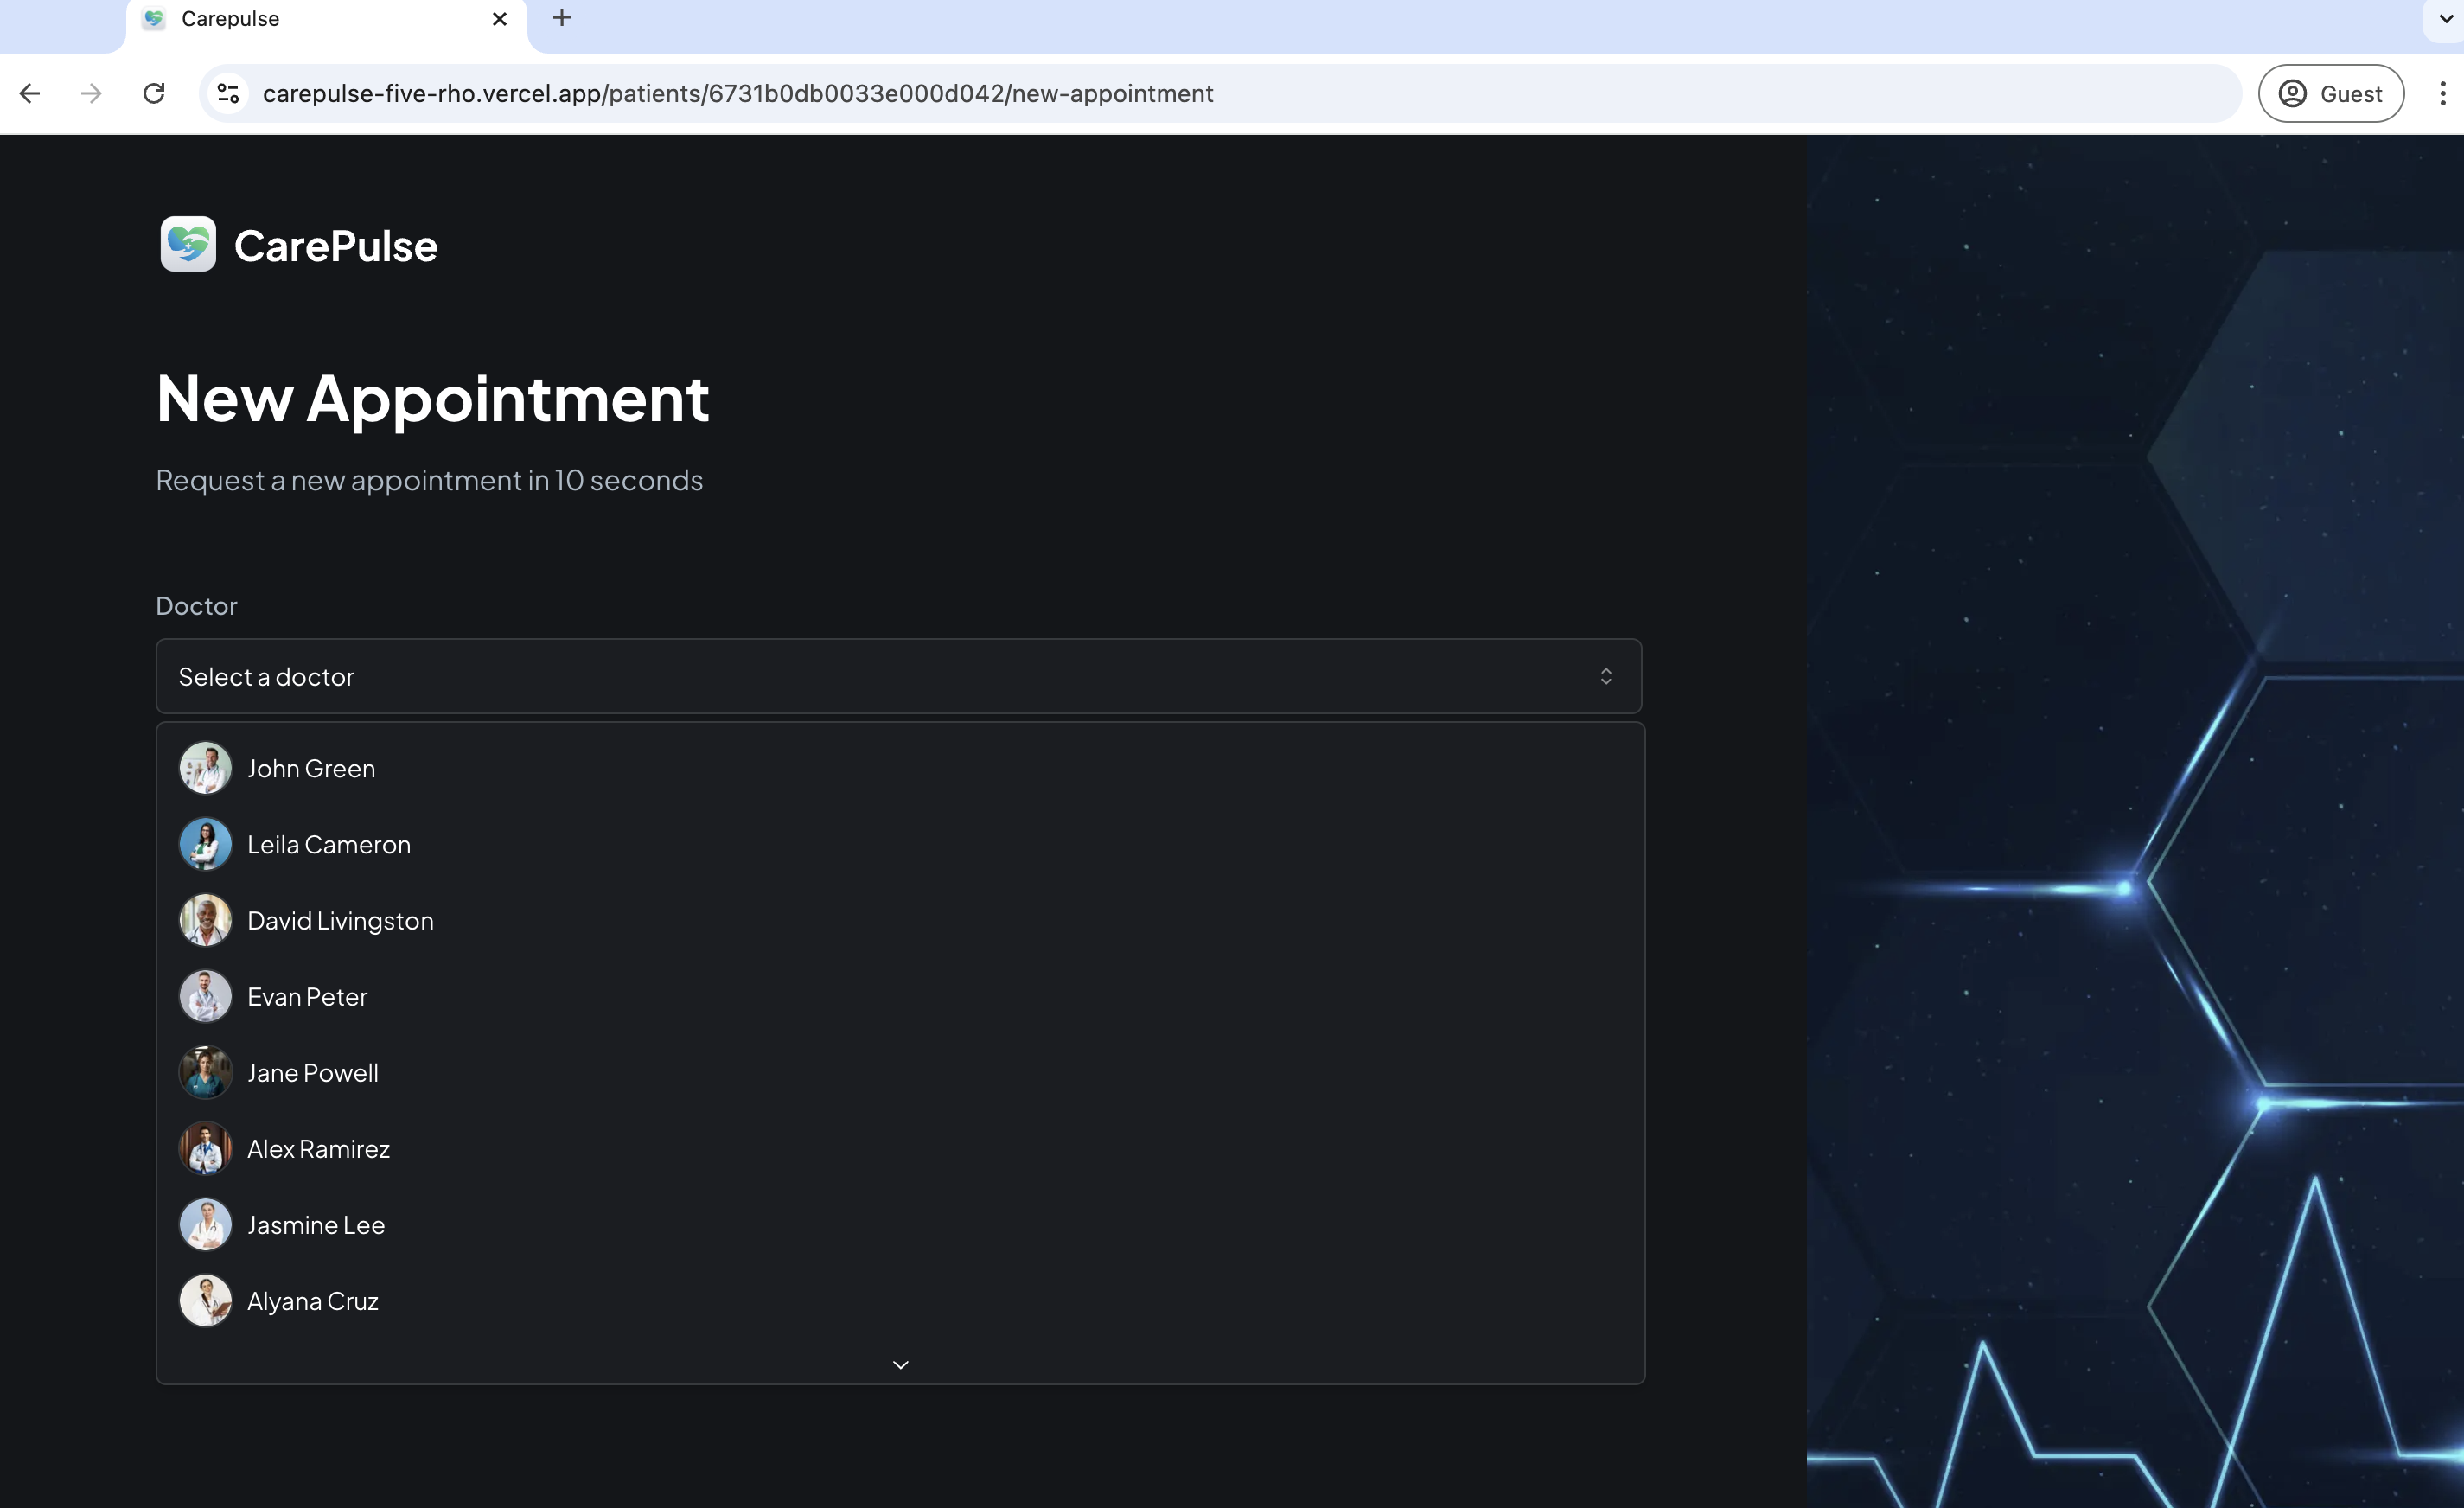 Carepulse
carepulse-five-rho.vercel.app/patients/6731b0db0033e000d042/new-appointment
Guest
CarePulse
New Appointment
Request a new appointment in 10 seconds
Doctor
Select a doctor
John Green
Leila Cameron
David Livingston
Evan Peter
Jane Powell
Alex Ramirez
Jasmine Lee
Alyana Cruz